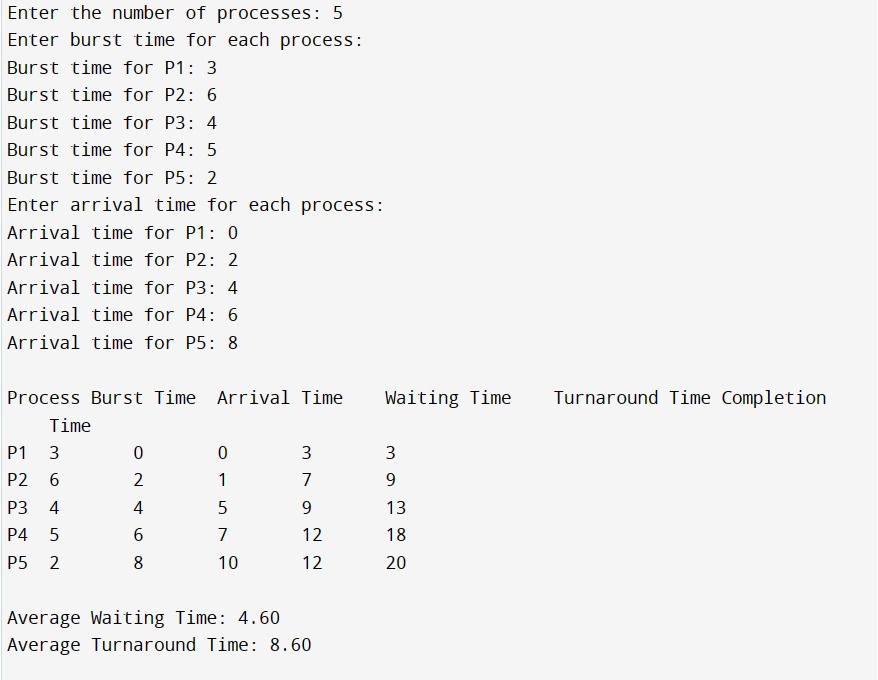 Enter the number of processes: 5
Enter burst time for each process:
Burst time for P1: 3
Burst time for P2: 6
Burst time for P3: 4
Burst time for P4: 5
Burst time for P5: 2
Enter arrival time for each process:
Arrival time for P1: 0
Arrival time for P2: 2
Arrival time for P3: 4
Arrival time for P4: 6
Arrival time for P5: 8

Process Burst Time  Arrival Time    Waiting Time    Turnaround Time Completion
    Time
P1  3       0       0       3       3
P2  6       2       1       7       9
P3  4       4       5       9       13
P4  5       6       7       12      18
P5  2       8       10      12      20

Average Waiting Time: 4.60
Average Turnaround Time: 8.60